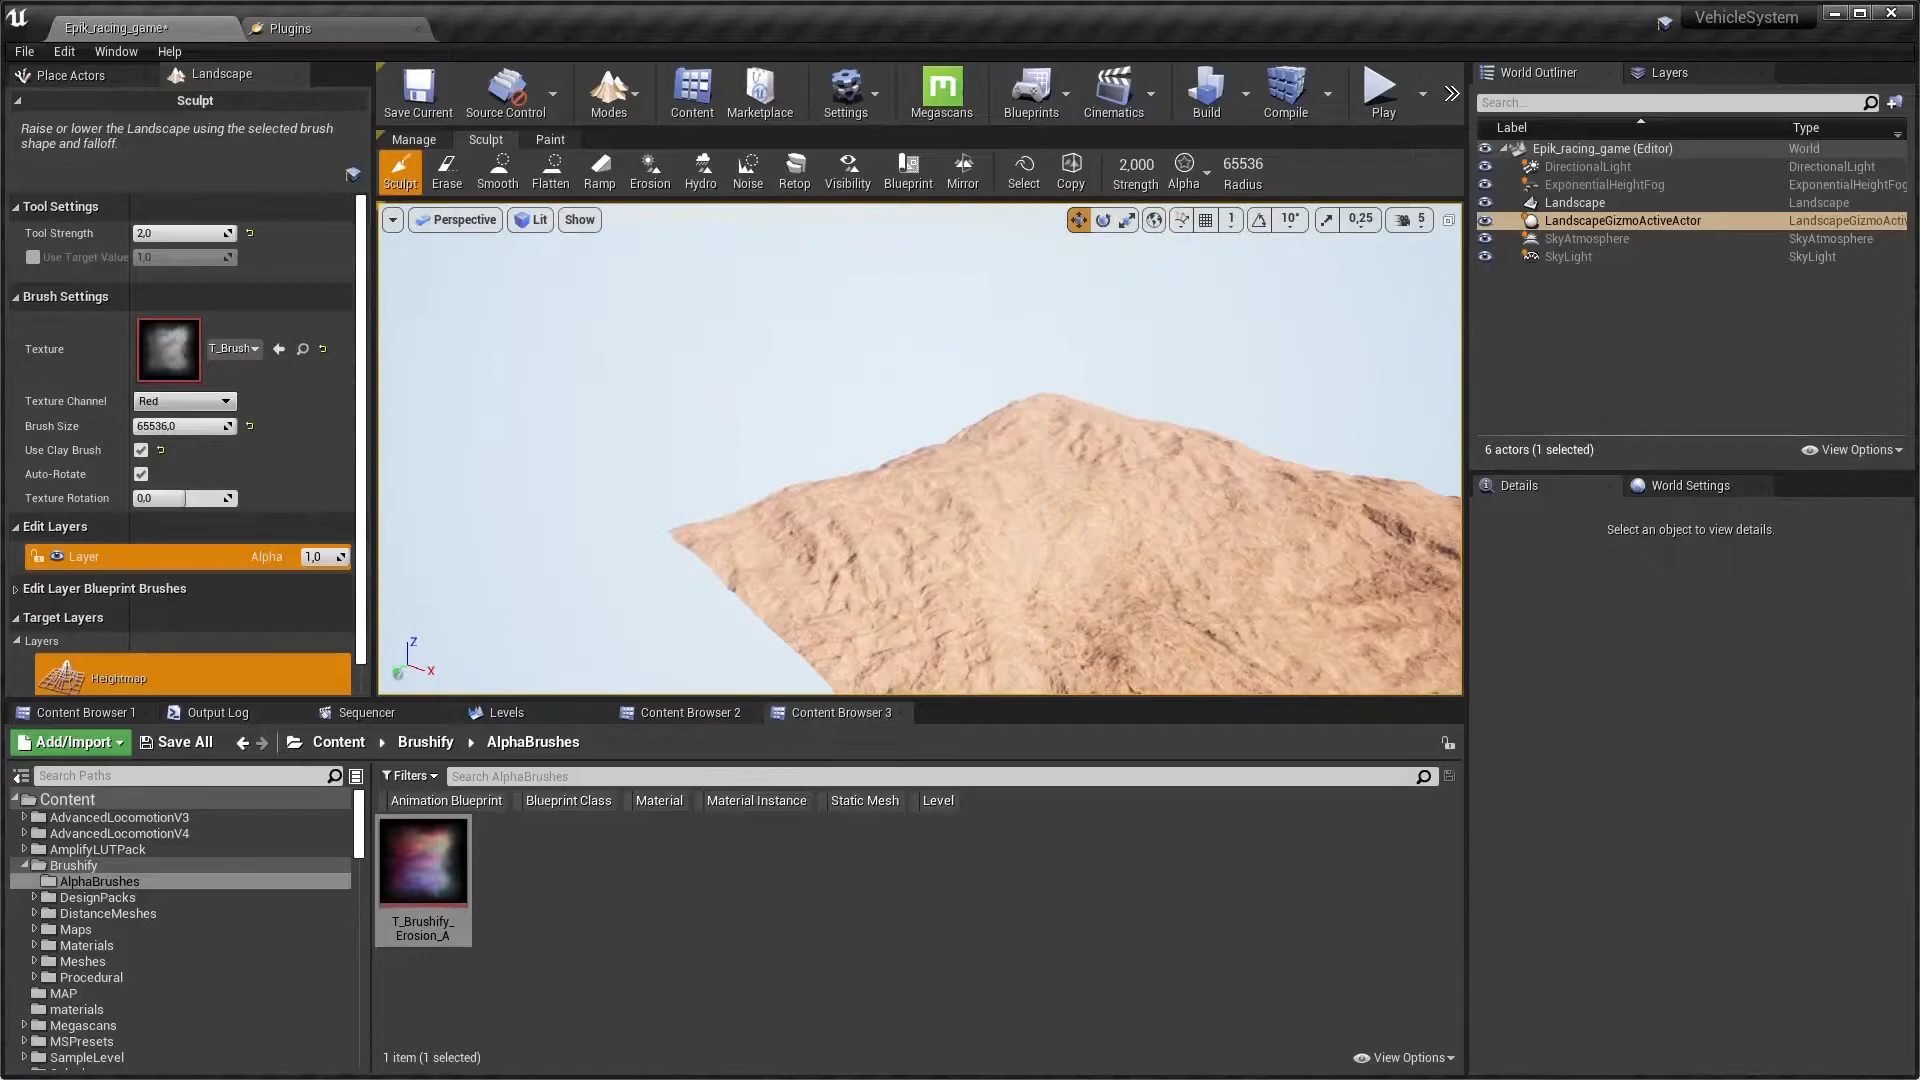 Epik_racing_game*
Plugins
VehicleSystem
File
Edit
Window
Help
Place Actors
Landscape
Sculpt
Raise or lower the Landscape using the selected brush
shape and falloff.
Tool Settings
Tool Strength
2,0
Use Target Value
1,0
Brush Settings
Texture
T_Brush
Texture Channel
Red
Brush Size
65536,0
Use Clay Brush
Auto-Rotate
Texture Rotation
0,0
Edit Layers
Layer
Alpha
1,0
Edit Layer Blueprint Brushes
Target Layers
Layers
Heightmap
Save Current
Source Control
Modes
Content
Marketplace
Settings
Megascans
Blueprints
Cinematics
Build
Compile
Play
Manage
Sculpt
Paint
Sculpt
Erase
Smooth
Flatten
Ramp
Erosion
Hydro
Noise
Retop
Visibility
Blueprint
Mirror
Select
Copy
2,000
Strength
Alpha
65536
Radius
Perspective
Lit
Show
1
10°
0,25
5
Z
X
World Outliner
Layers
Search...
Label
Type
Epik_racing_game (Editor)
World
DirectionalLight
DirectionalLight
ExponentialHeightFog
ExponentialHeightFog
Landscape
Landscape
LandscapeGizmoActiveActor
LandscapeGizmoActiv
SkyAtmosphere
SkyAtmosphere
SkyLight
SkyLight
6 actors (1 selected)
View Options
Details
World Settings
Select an object to view details.
Content Browser 1
Output Log
Sequencer
Levels
Content Browser 2
Content Browser 3
Add/Import
Save All
Content
Brushify
AlphaBrushes
Search Paths
Filters
Search AlphaBrushes
Animation Blueprint
Blueprint Class
Material
Material Instance
Static Mesh
Level
Content
AdvancedLocomotionV3
AdvancedLocomotionV4
AmplifyLUTPack
Brushify
AlphaBrushes
DesignPacks
DistanceMeshes
Maps
Materials
Meshes
Procedural
MAP
materials
Megascans
MSPresets
SampleLevel
T_Brushify_
Erosion_A
1 item (1 selected)
View Options